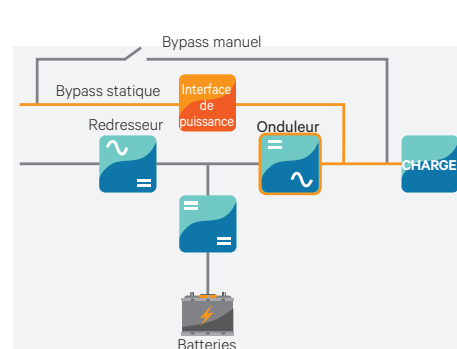 Bypass manuel
Bypass statique
Interface
de
puissance
Redresseur
Onduleur
CHARGE
Batteries